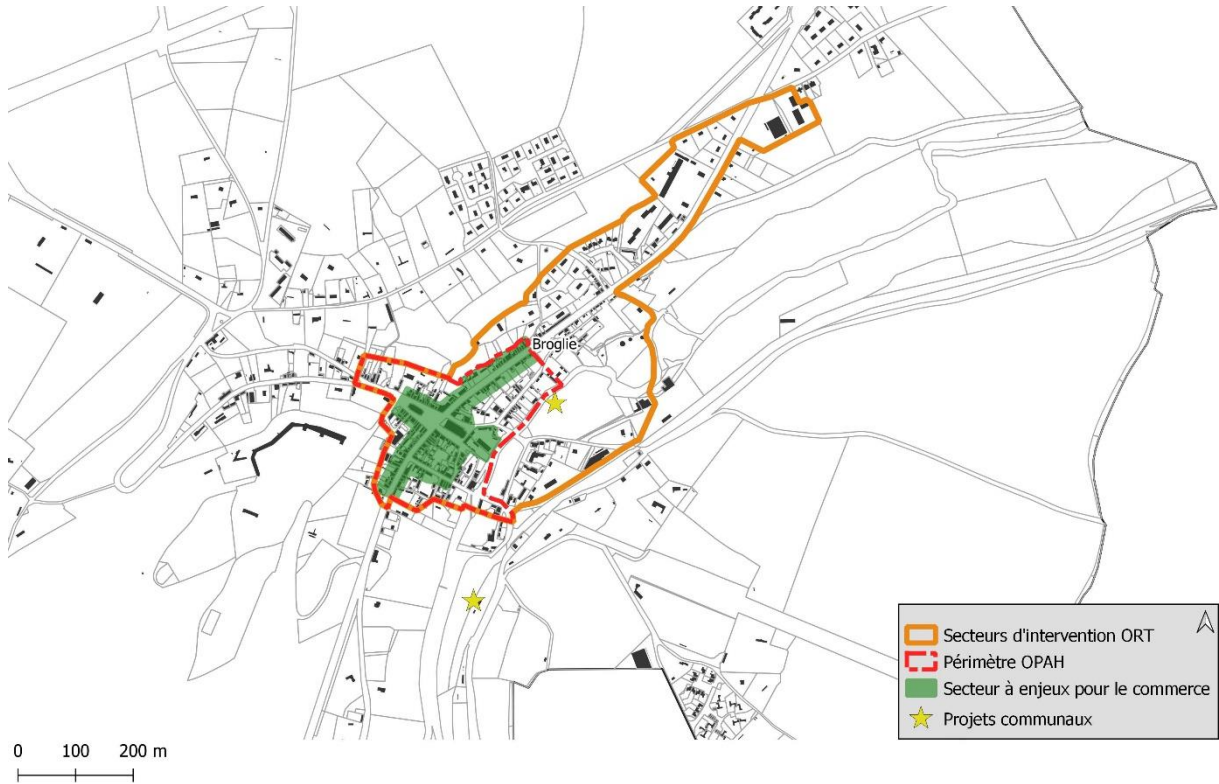 Broglie
Secteurs d'intervention ORT
Périmètre OPAH
Secteur à enjeux pour le commerce
Projets communaux
0 100 200 m